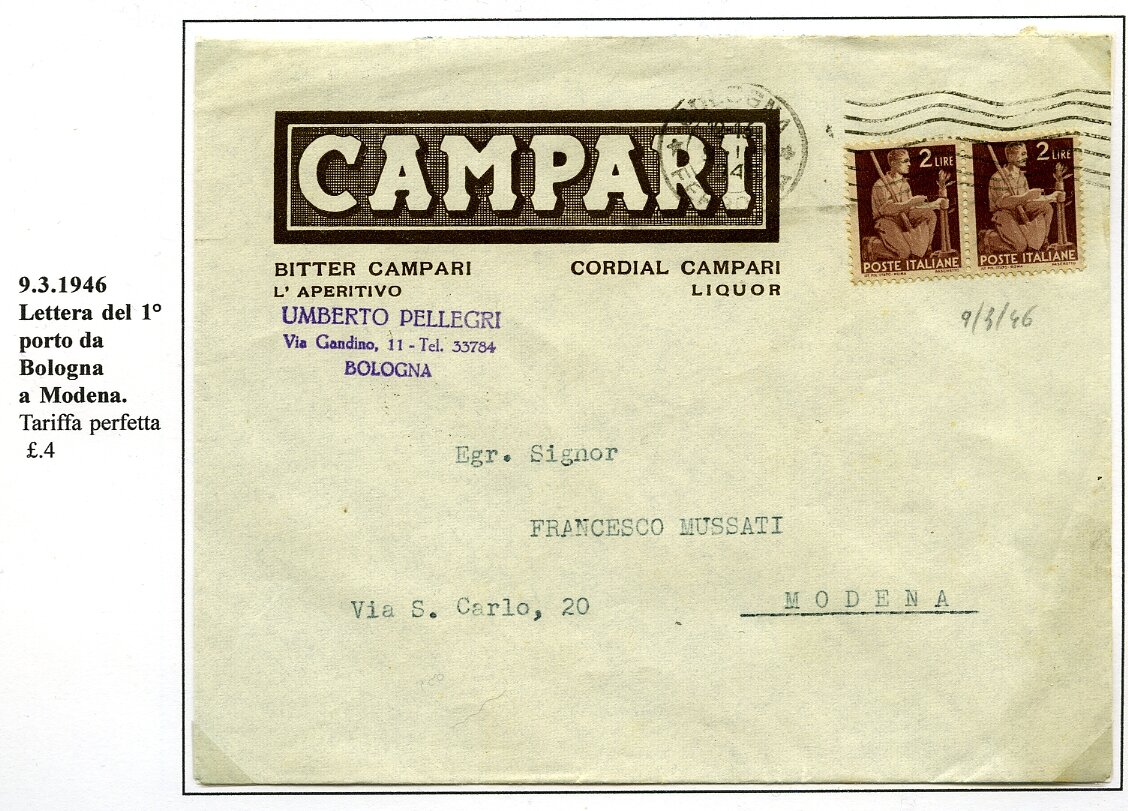 9.3.1946
Lettera del 1°
porto da
Bologna
a Modena.
Tariffa perfetta
£.4
CAMPARI
BITTER CAMPARI
L' APERITIVO
CORDIAL CAMPARI
LIQUOR
UMBERTO PELLEGRI
Via Gandino, 11 - Tel. 33784
BOLOGNA
BOLOGNA
2 LIRE
POSTE ITALIANE
2 LIRE
POSTE ITALIANE
9/3/46
Egr. Signor
FRANCESCO MUSSATI
Via S. Carlo, 20
MODENA